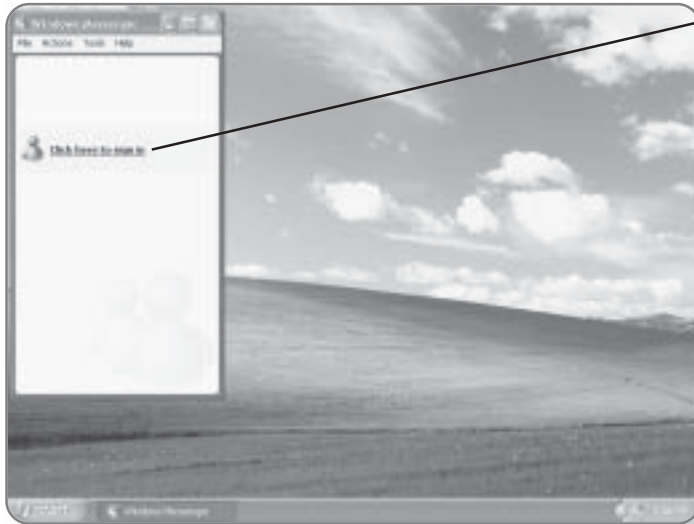 Windows Messenger
File Actions Tools Help
Click here to sign in
start Windows Messenger